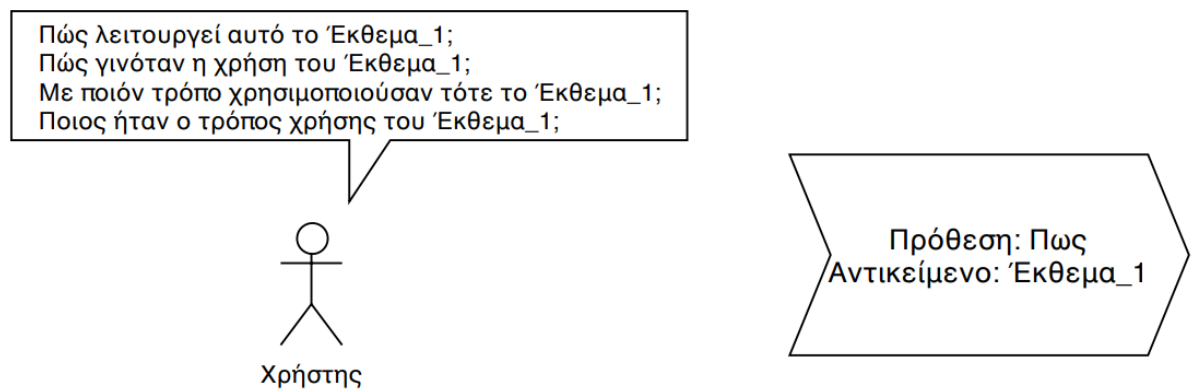 Πώς λειτουργεί αυτό το Έκθεμα_1;
Πώς γινόταν η χρήση του Έκθεμα_1;
Με ποιόν τρόπο χρησιμοποιούσαν τότε το Έκθεμα_1;
Ποιος ήταν ο τρόπος χρήσης του Έκθεμα_1;
Χρήστης
Πρόθεση: Πως
Αντικείμενο: Έκθεμα_1